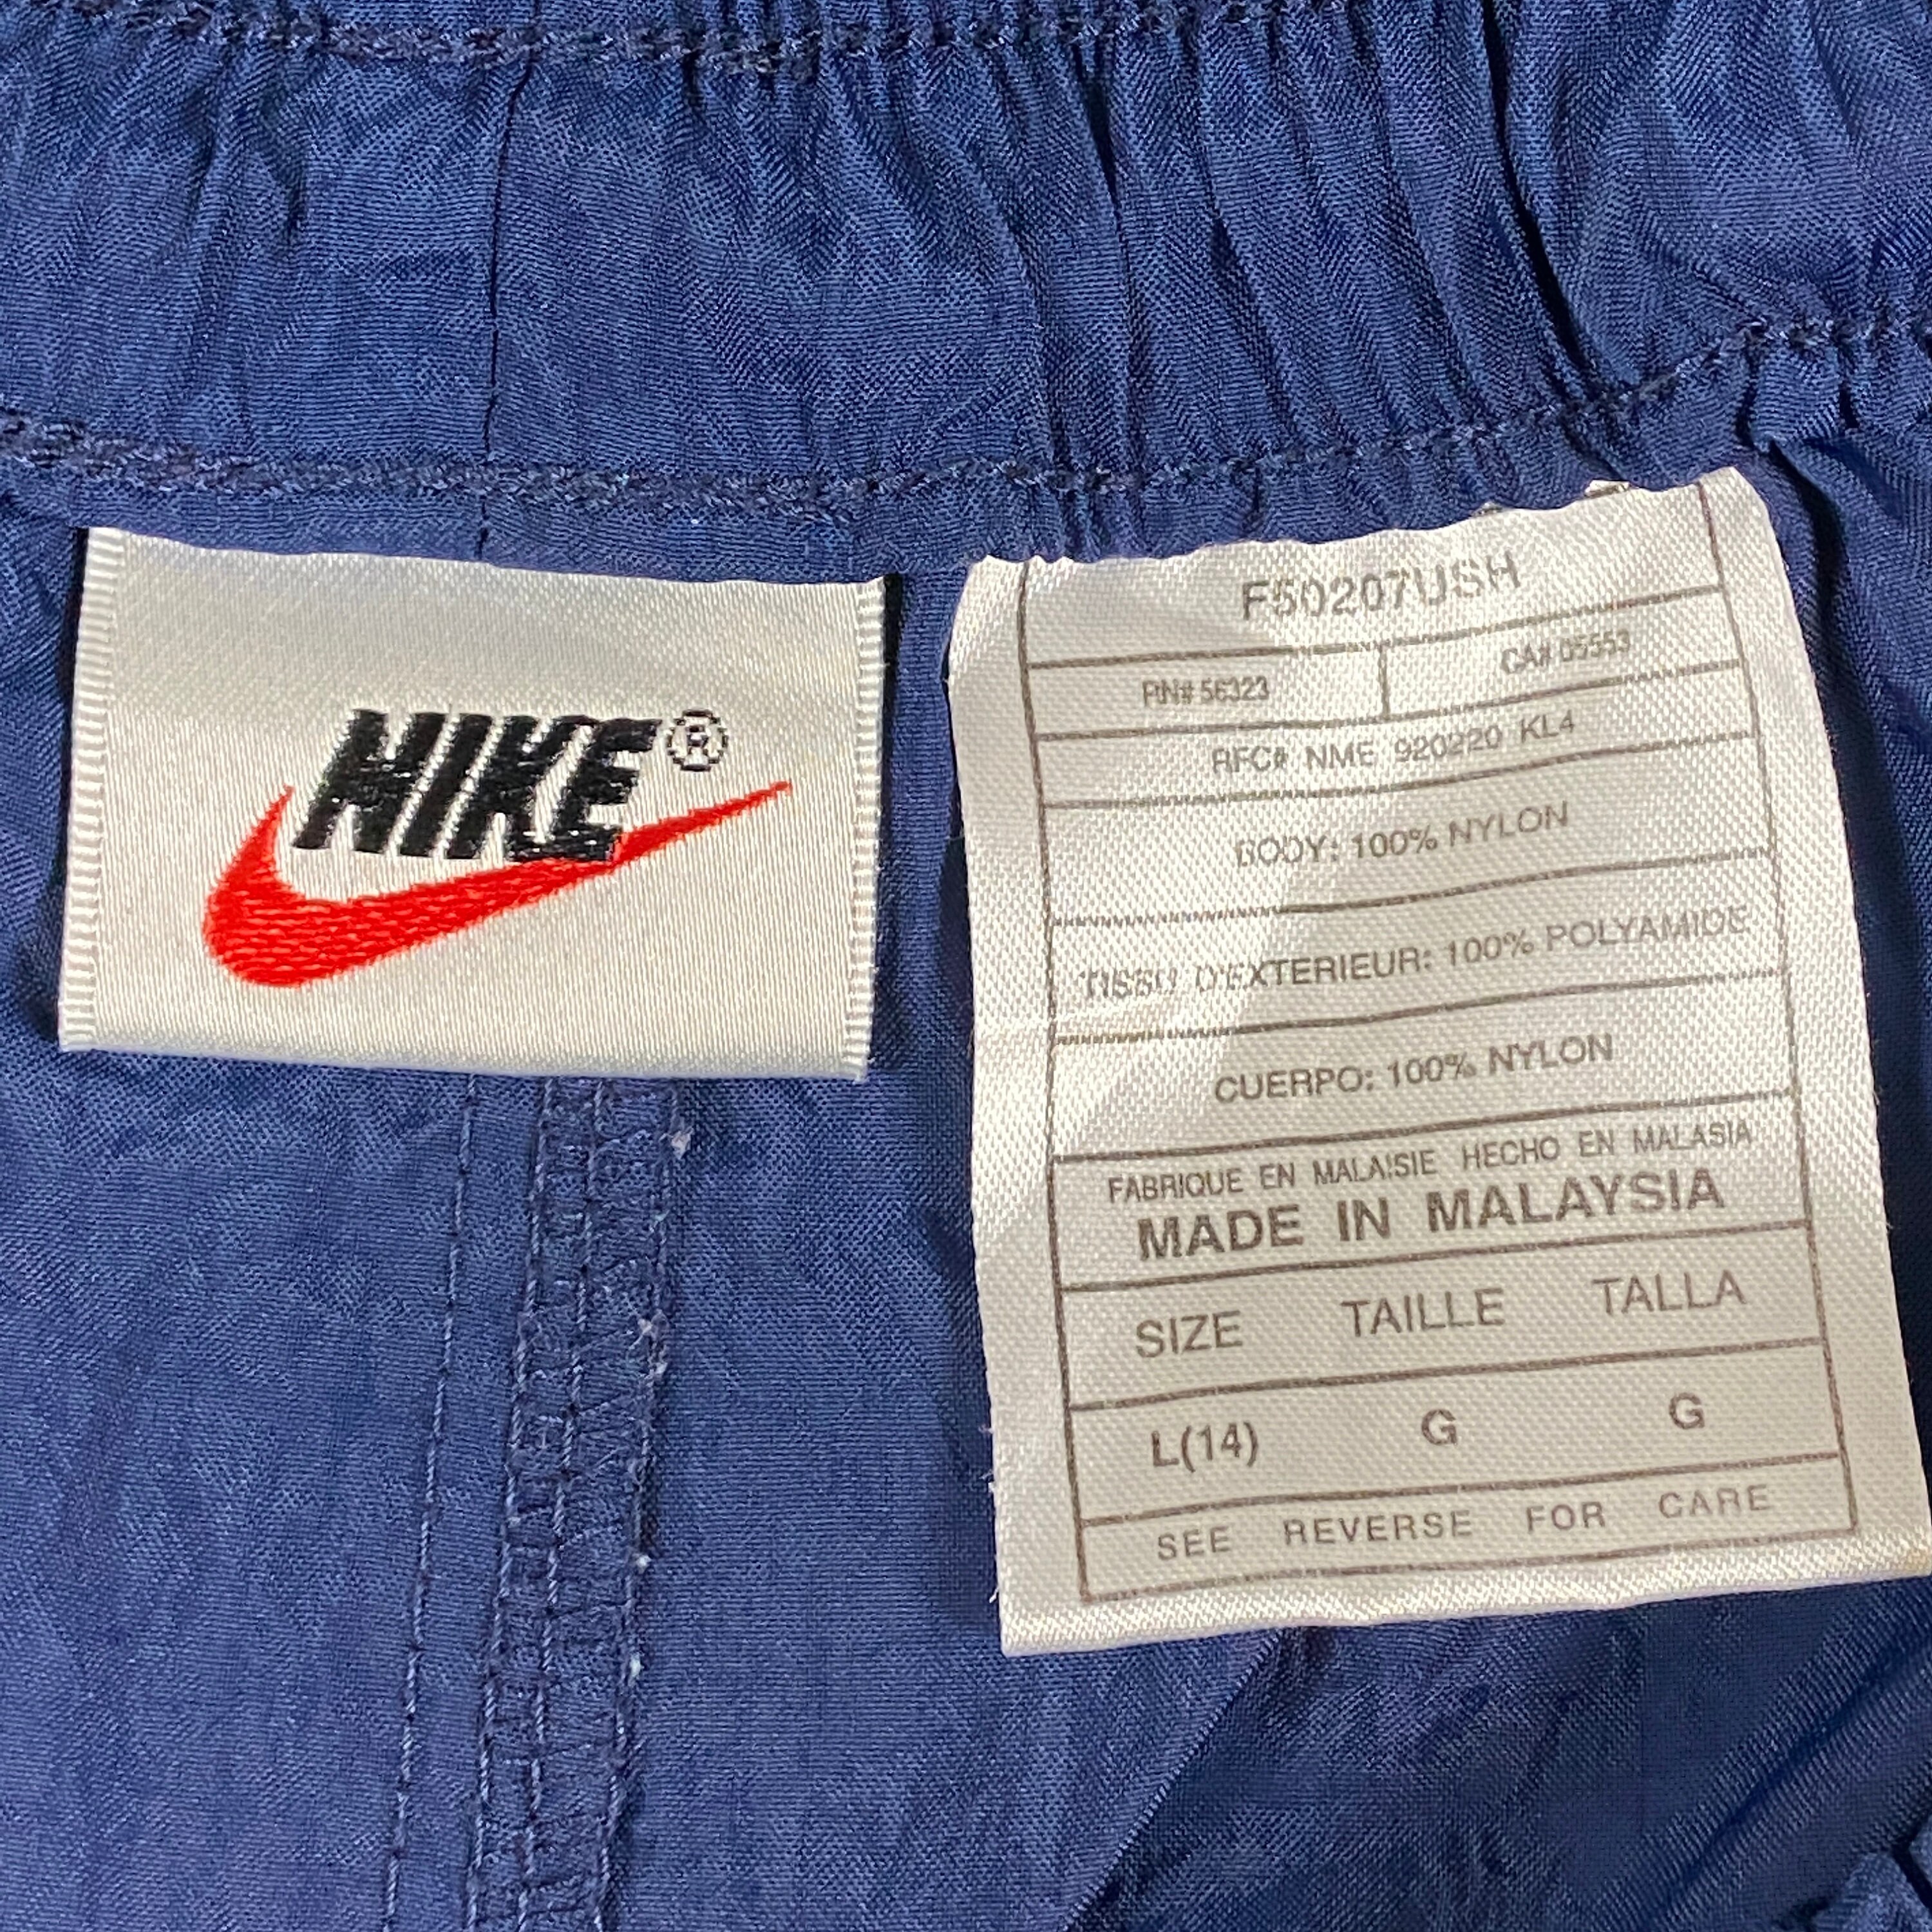 NIKE®
F50207USH
RN# 56323 CA# 05553
RFC# NME 920220 KL4
BODY: 100% NYLON
TISSU D'EXTERIEUR: 100% POLYAMIDE
CUERPO: 100% NYLON
FABRIQUE EN MALAISIE HECHO EN MALASIA
MADE IN MALAYSIA
SIZE TAILLE TALLA
L(14) G G
SEE REVERSE FOR CARE